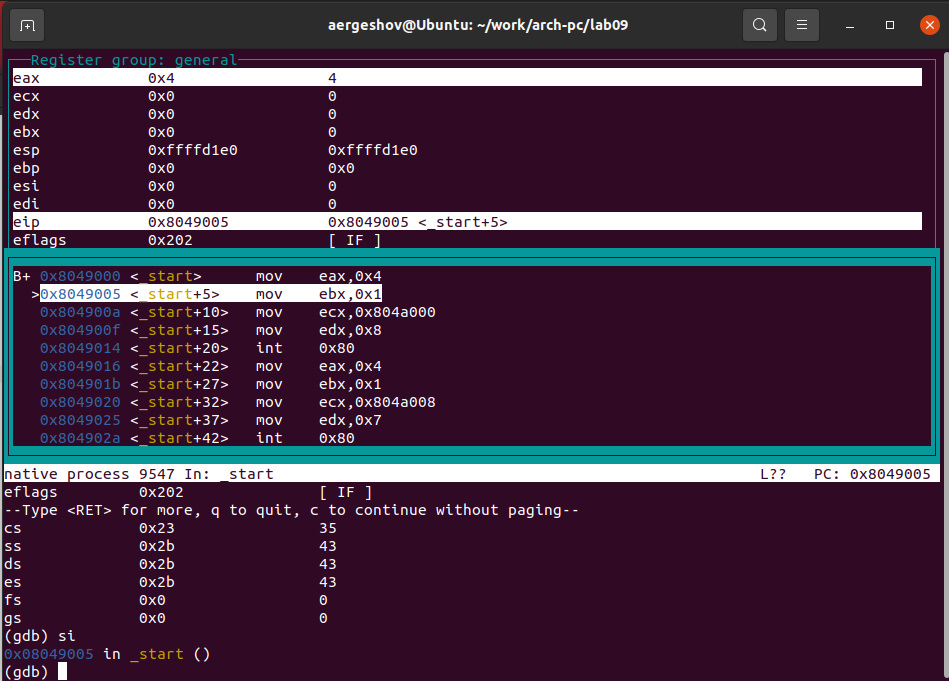 aergeshov@Ubuntu: ~/work/arch-pc/lab09
Register group: general
eax 0x4 4
ecx 0x0 0
edx 0x0 0
ebx 0x0 0
esp 0xffffd1e0 0xffffd1e0
ebp 0x0 0x0
esi 0x0 0
edi 0x0 0
eip 0x8049005 0x8049005 <_start+5>
eflags 0x202 [ IF ]
B+ 0x8049000 <_start> mov eax,0x4
>0x8049005 <_start+5> mov ebx,0x1
0x804900a <_start+10> mov ecx,0x804a000
0x804900f <_start+15> mov edx,0x8
0x8049014 <_start+20> int 0x80
0x8049016 <_start+22> mov eax,0x4
0x804901b <_start+27> mov ebx,0x1
0x8049020 <_start+32> mov ecx,0x804a008
0x8049025 <_start+37> mov edx,0x7
0x804902a <_start+42> int 0x80
native process 9547 In: _start L?? PC: 0x8049005
eflags 0x202 [ IF ]
--Type <RET> for more, q to quit, c to continue without paging--
cs 0x23 35
ss 0x2b 43
ds 0x2b 43
es 0x2b 43
fs 0x0 0
gs 0x0 0
(gdb) si
0x08049005 in _start ()
(gdb)